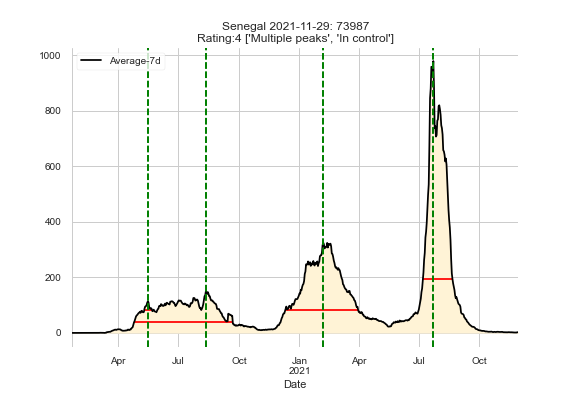 Senegal 2021-11-29: 73987
Rating:4 ['Multiple peaks', 'In control']
Average-7d
1000
800
600
400
200
0
Apr Jul Oct Jan Apr Jul Oct
2021
Date